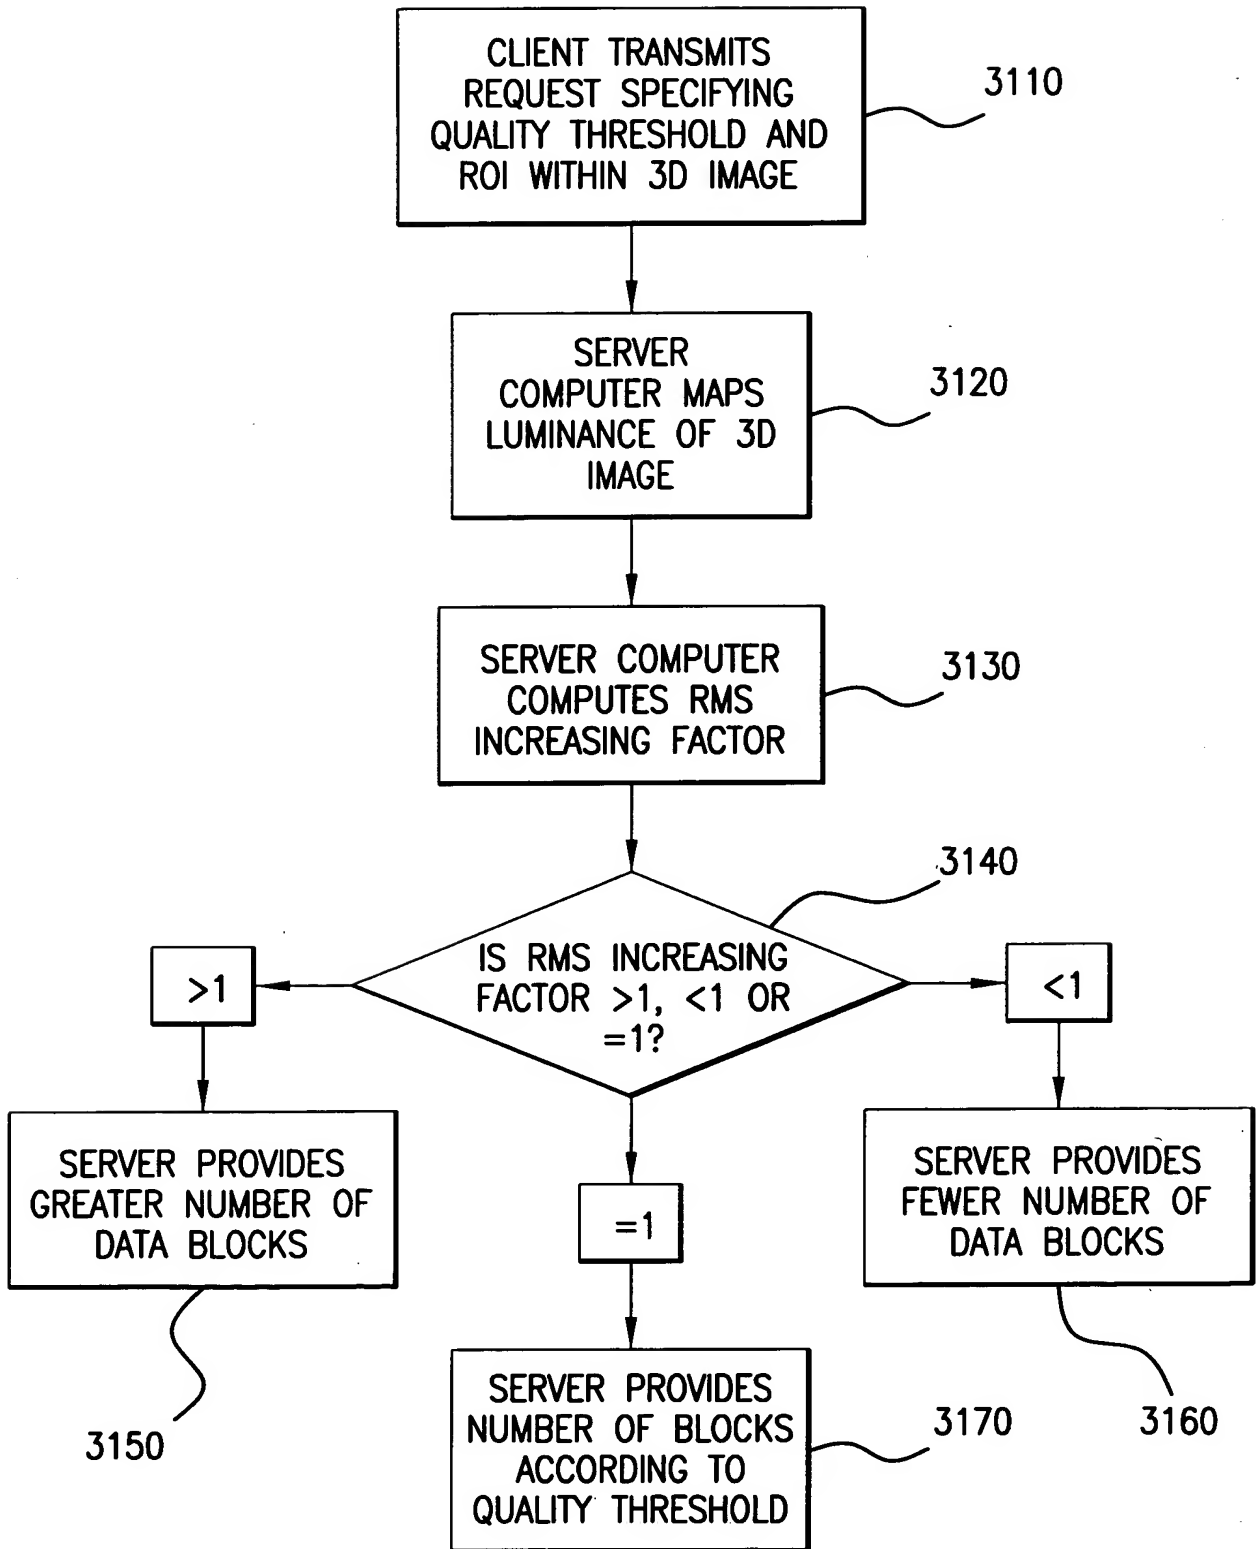 CLIENT TRANSMITS
REQUEST SPECIFYING
QUALITY THRESHOLD AND
ROI WITHIN 3D IMAGE
3110
SERVER
COMPUTER MAPS
LUMINANCE OF 3D
IMAGE
3120
SERVER COMPUTER
COMPUTES RMS
INCREASING FACTOR
3130
3140
IS RMS INCREASING
FACTOR >1, <1 OR
=1?
>1
<1
SERVER PROVIDES
GREATER NUMBER OF
DATA BLOCKS
3150
=1
SERVER PROVIDES
FEWER NUMBER OF
DATA BLOCKS
3160
SERVER PROVIDES
NUMBER OF BLOCKS
ACCORDING TO
QUALITY THRESHOLD
3170